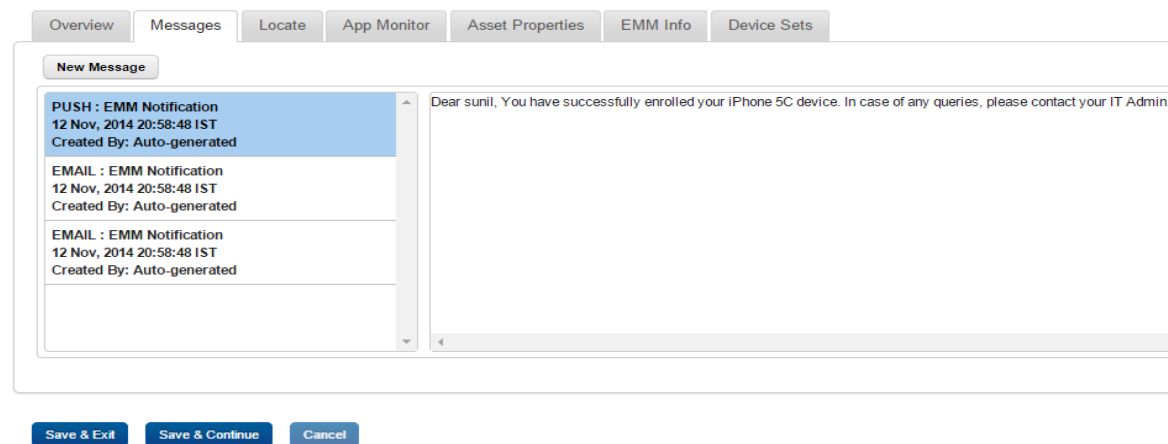 Overview Messages Locate App Monitor Asset Properties EMM Info Device Sets
New Message
PUSH : EMM Notification
12 Nov, 2014 20:58:48 IST
Created By: Auto-generated
EMAIL : EMM Notification
12 Nov, 2014 20:58:48 IST
Created By: Auto-generated
EMAIL : EMM Notification
12 Nov, 2014 20:58:48 IST
Created By: Auto-generated
Dear sunil, You have successfully enrolled your iPhone 5C device. In case of any queries, please contact your IT Admin
Save & Exit Save & Continue Cancel